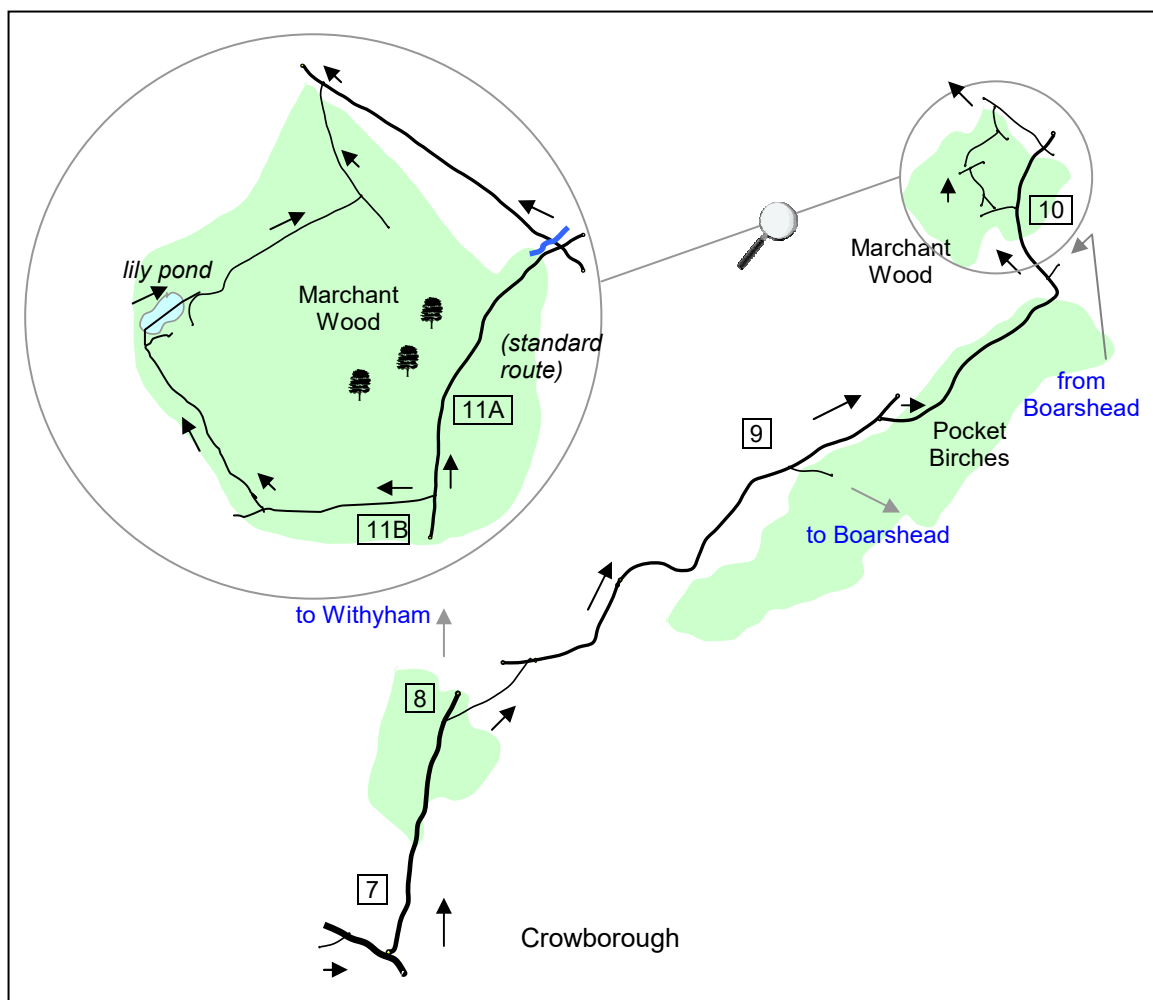 lily pond
Marchant
Wood
(standard
route)
11A
11B
10
Marchant
Wood
from
Boarshead
9
Pocket
Birches
to Boarshead
to Withyham
8
7
Crowborough